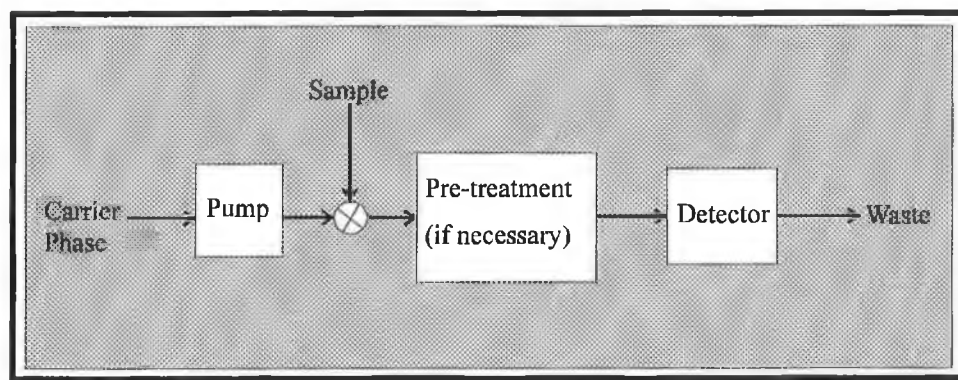 Sample
Carrier
Phase
Pump
Pre-treatment
(if necessary)
Detector
Waste